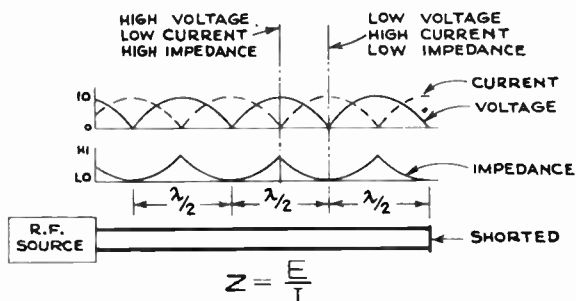 HIGH VOLTAGE
LOW CURRENT
HIGH IMPEDANCE
LOW VOLTAGE
HIGH CURRENT
LOW IMPEDANCE
CURRENT
VOLTAGE
10
0
HI
LO
IMPEDANCE
λ/2
λ/2
λ/2
R.F.
SOURCE
SHORTED
Z = E/I